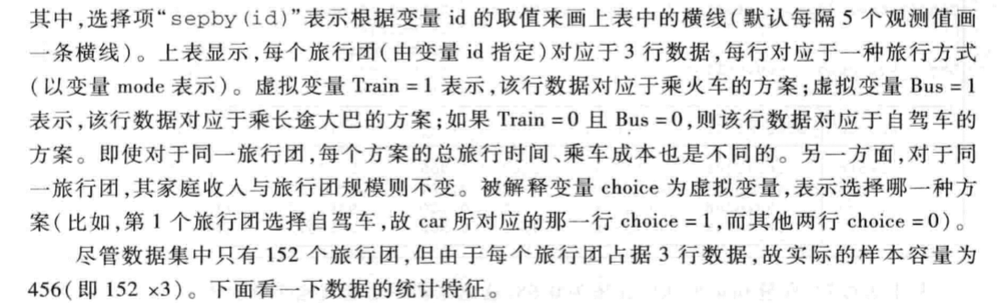 其中,选择项“sepby(id)”表示根据变量 id 的取值来画上表中的横线(默认每隔 5 个观测值画
一条横线)。上表显示,每个旅行团(由变量 id 指定)对应于 3 行数据,每行对应于一种旅行方式
(以变量 mode 表示)。虚拟变量 Train = 1 表示,该行数据对应于乘火车的方案;虚拟变量 Bus = 1
表示,该行数据对应于乘长途大巴的方案;如果 Train = 0 且 Bus = 0,则该行数据对应于自驾车的
方案。即使对于同一旅行团,每个方案的总旅行时间、乘车成本也是不同的。另一方面,对于同
一旅行团,其家庭收入与旅行团规模则不变。被解释变量 choice 为虚拟变量,表示选择哪一种方
案(比如,第 1 个旅行团选择自驾车,故 car 所对应的那一行 choice = 1,而其他两行 choice = 0)。
尽管数据集中只有 152 个旅行团,但由于每个旅行团占据 3 行数据,故实际的样本容量为
456(即 152 ×3)。下面看一下数据的统计特征。